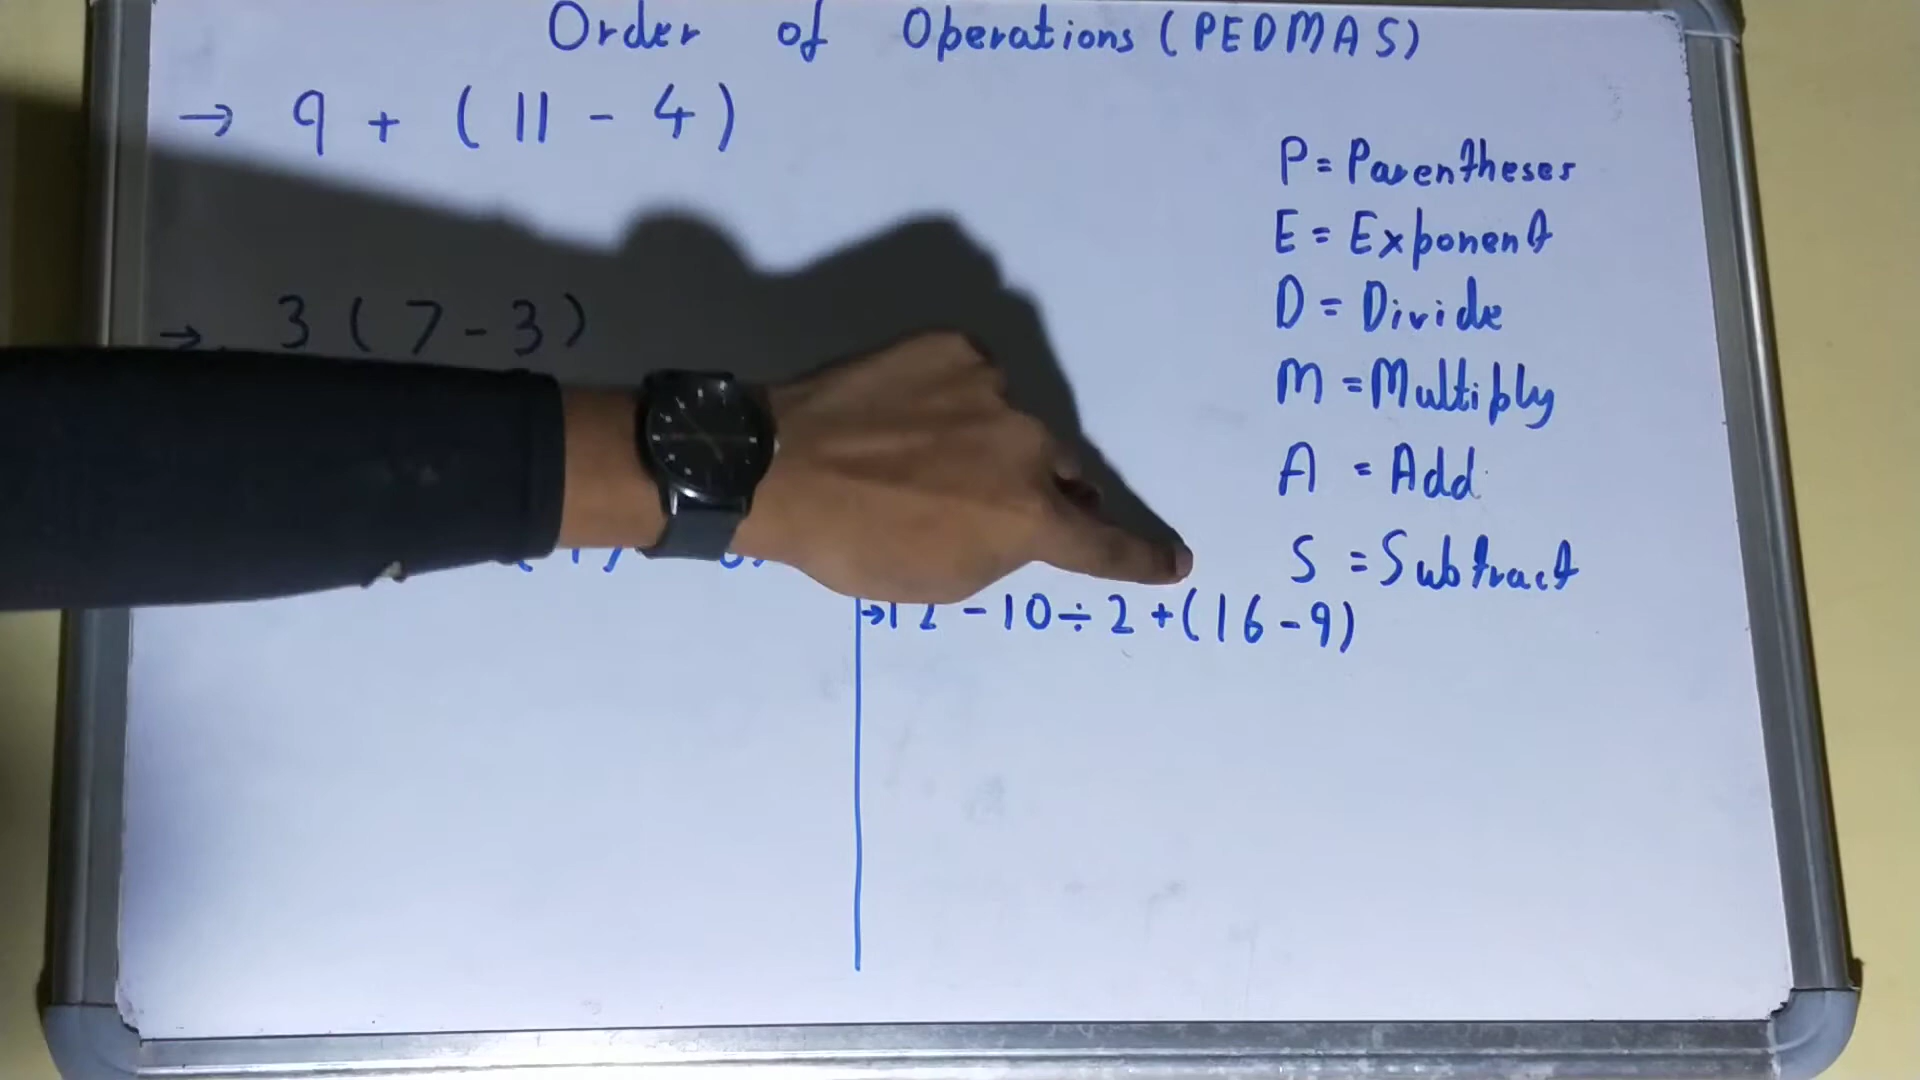 Order of Operations (PEDMAS)
→ 9 + (11 - 4)
→ 3(7-3)
→12 -10÷2+(16-9)
P = Parentheses
E = Exponent
D = Divide
M = Multiply
A = Add
S = Subtract